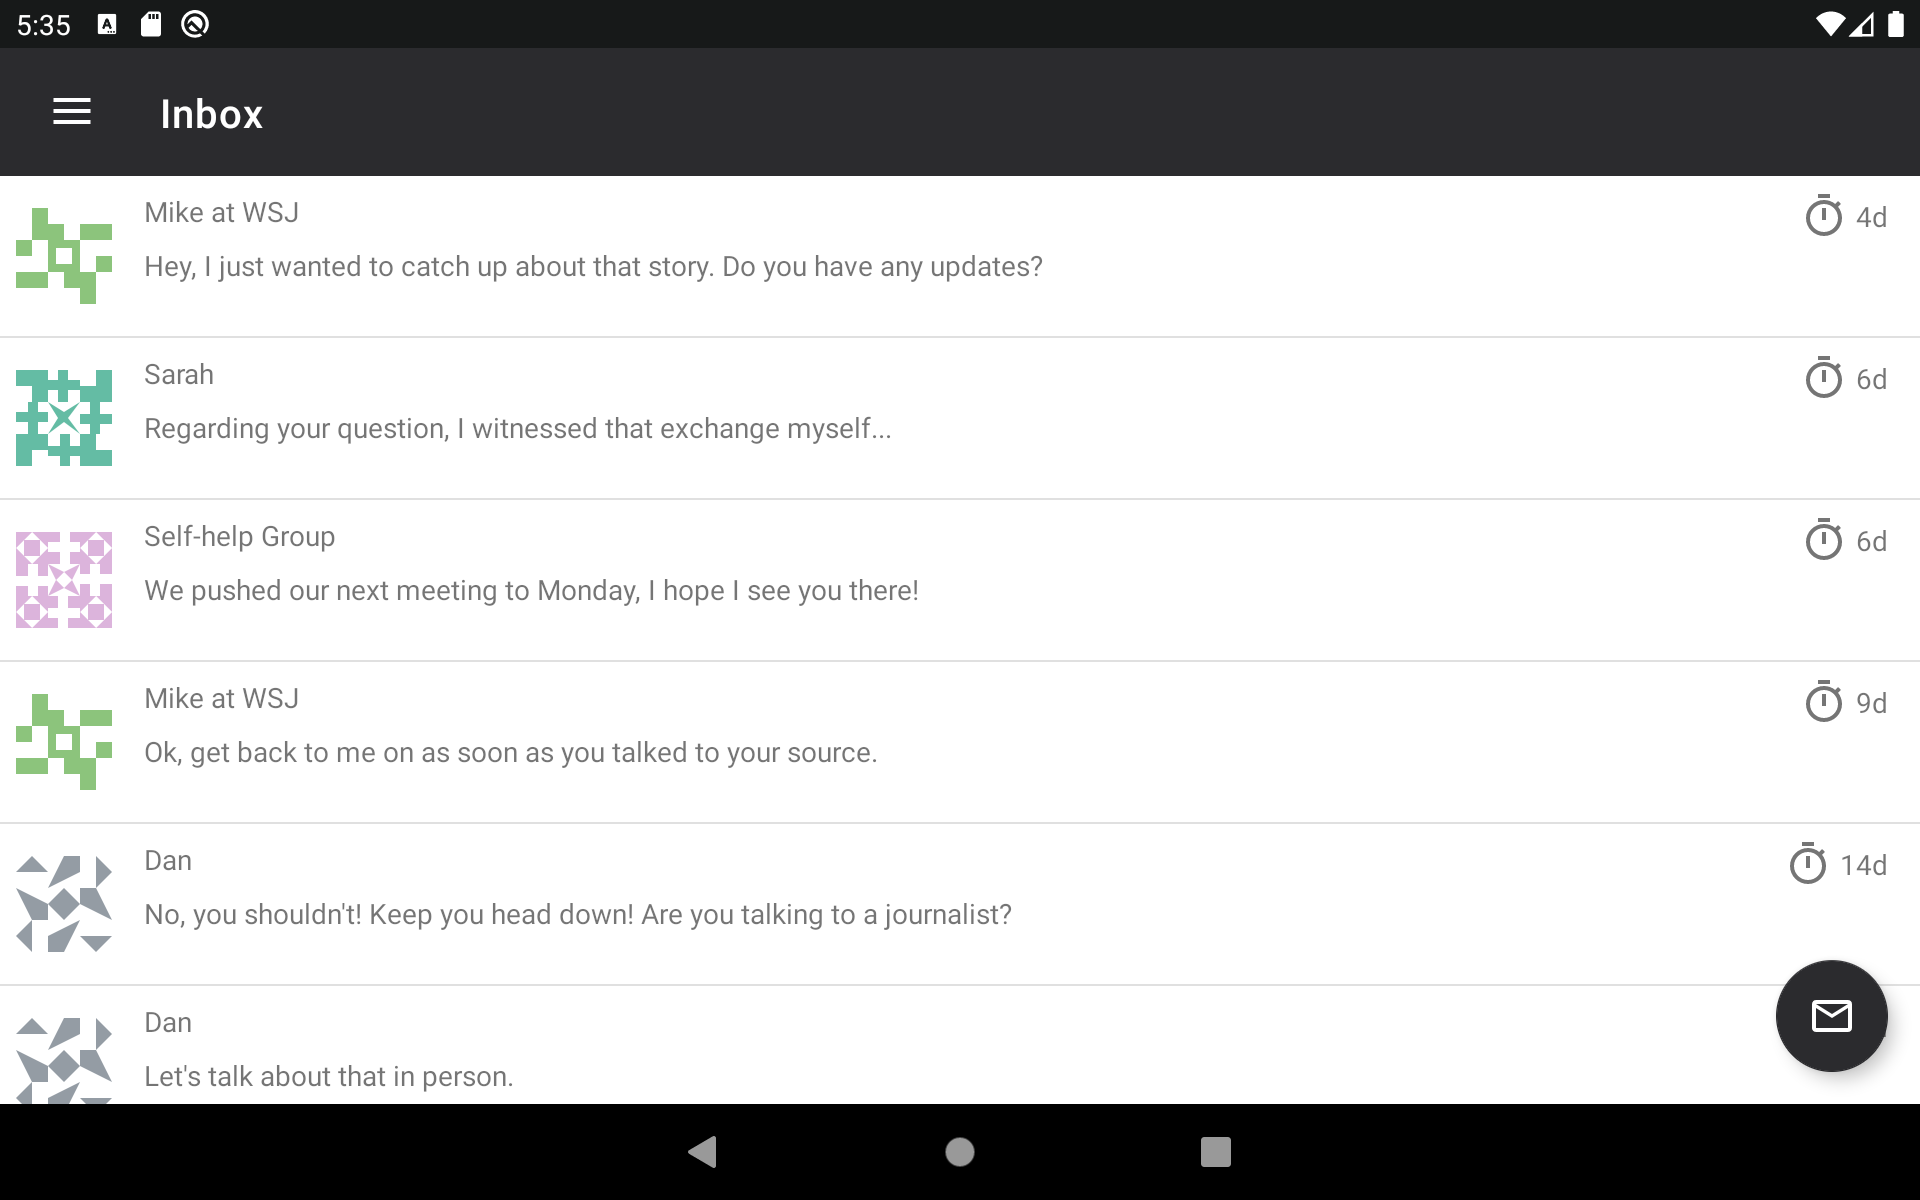 5:35
Inbox
Mike at WSJ
4d
Hey, I just wanted to catch up about that story. Do you have any updates?
Sarah
6d
Regarding your question, I witnessed that exchange myself...
Self-help Group
6d
We pushed our next meeting to Monday, I hope I see you there!
Mike at WSJ
9d
Ok, get back to me on as soon as you talked to your source.
Dan
14d
No, you shouldn't! Keep you head down! Are you talking to a journalist?
Dan
Let's talk about that in person.